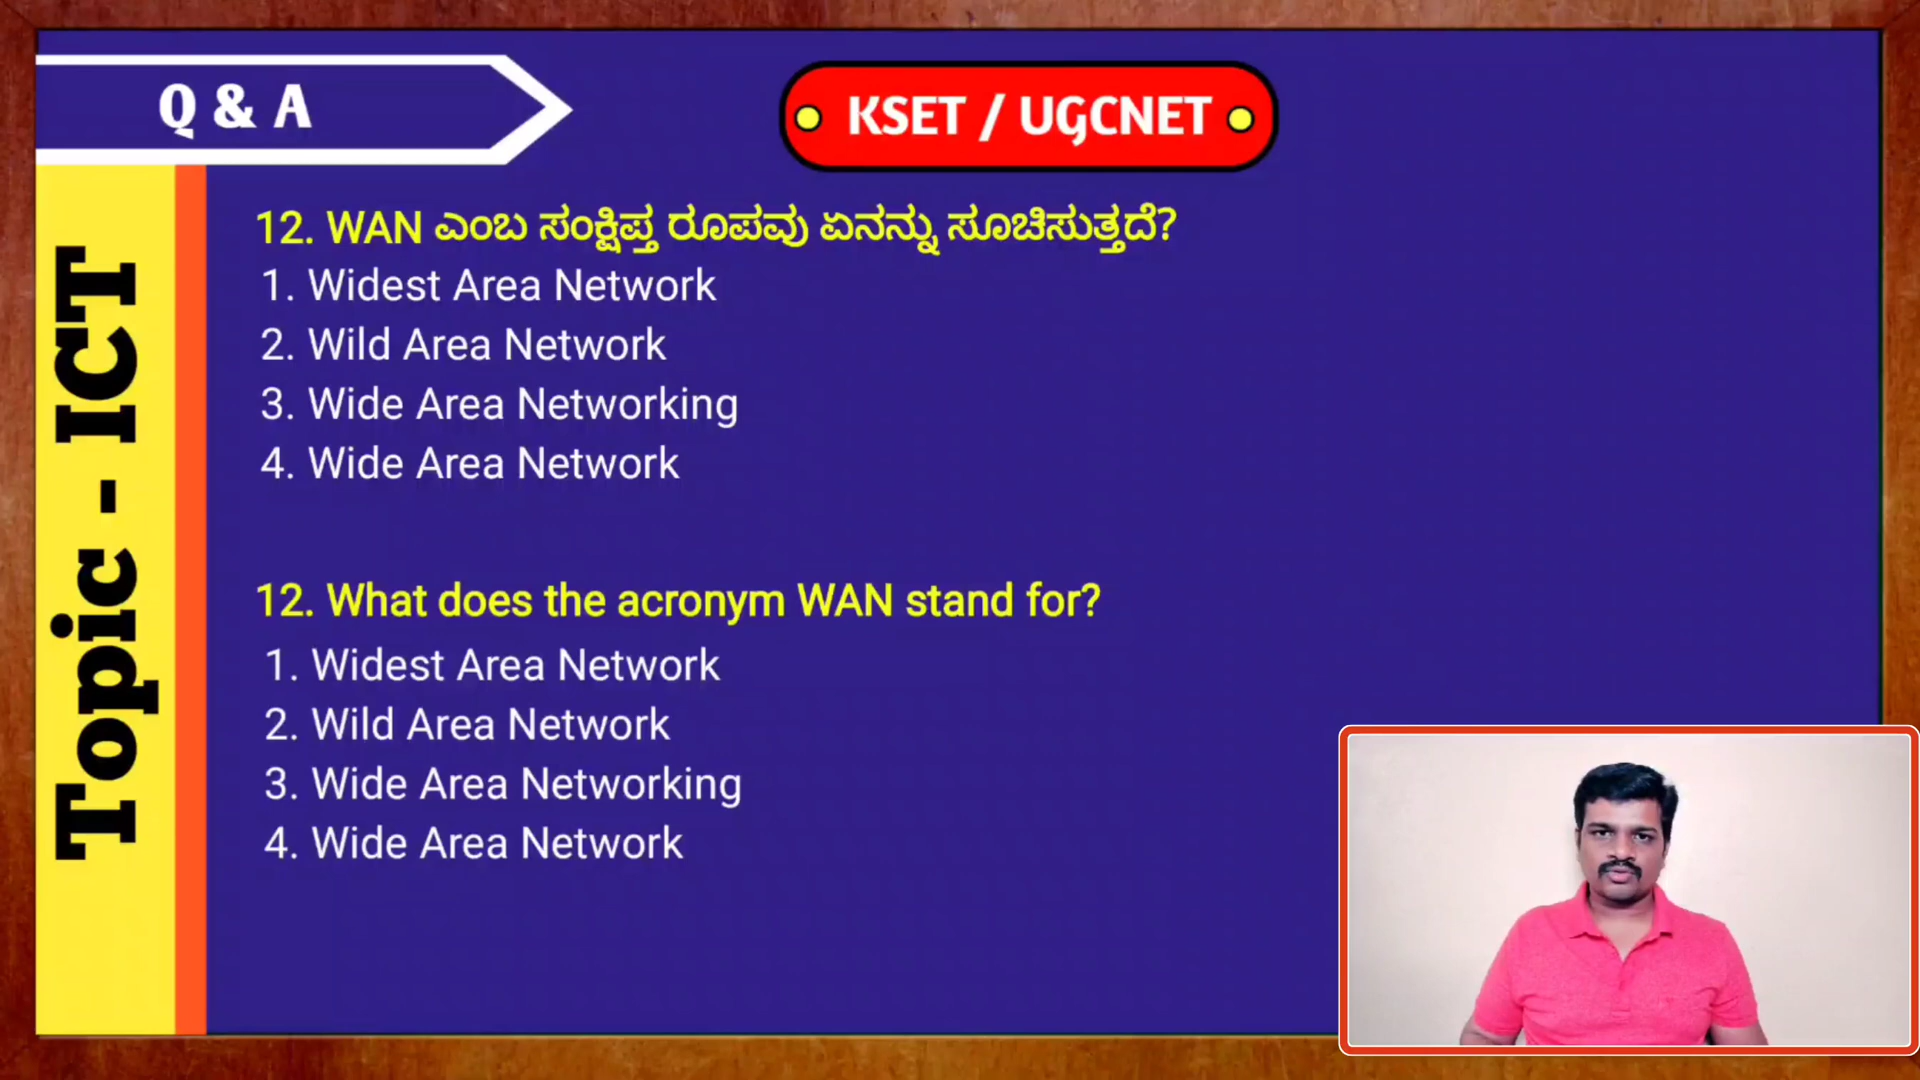 Q & A
KSET / UGCNET
Topic - ICT
12. WAN ಎಂಬ ಸಂಕ್ಷಿಪ್ತ ರೂಪವು ಏನನ್ನು ಸೂಚಿಸುತ್ತದೆ?
1. Widest Area Network
2. Wild Area Network
3. Wide Area Networking
4. Wide Area Network
12. What does the acronym WAN stand for?
1. Widest Area Network
2. Wild Area Network
3. Wide Area Networking
4. Wide Area Network